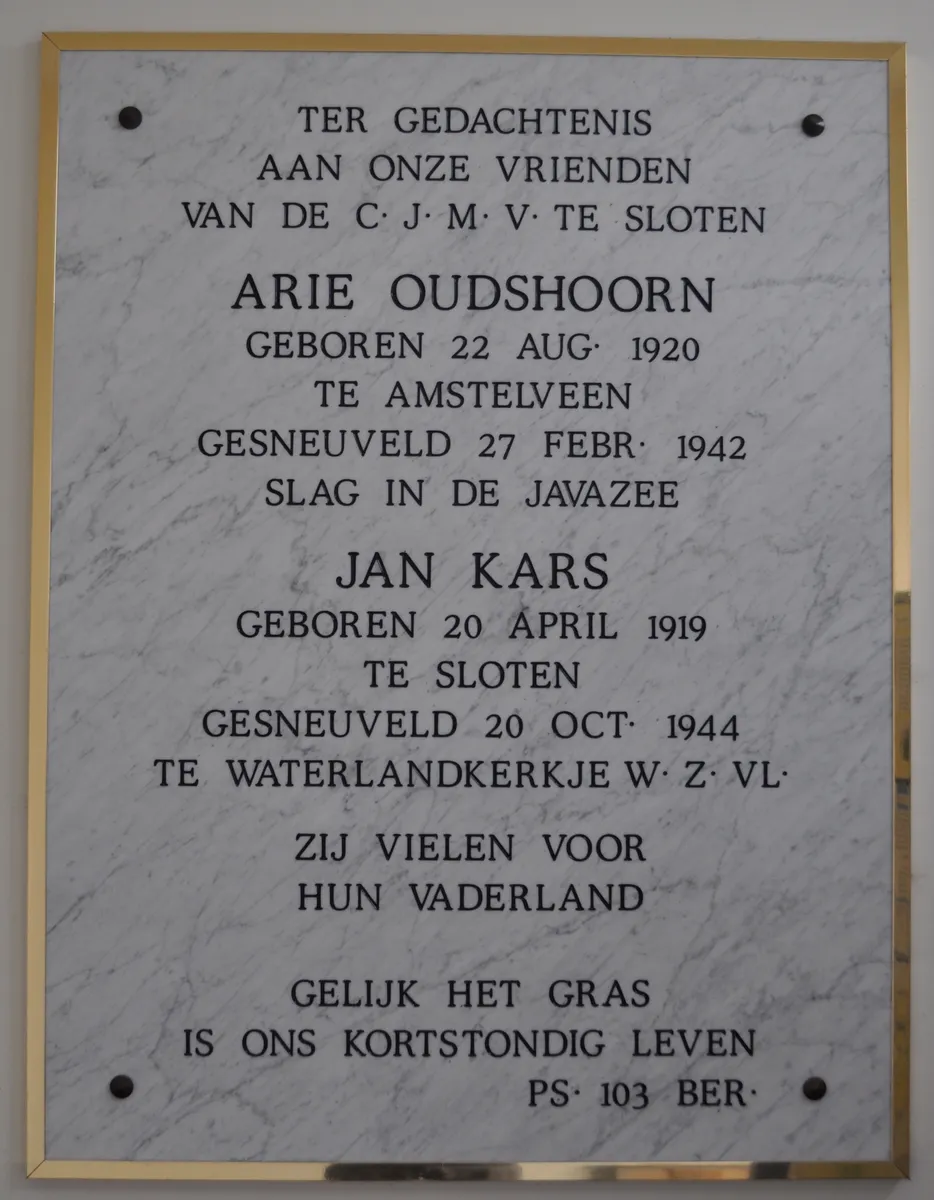 TER GEDACHTENIS
AAN ONZE VRIENDEN
VAN DE C· J· M· V· TE SLOTEN
ARIE OUDSHOORN
GEBOREN 22 AUG· 1920
TE AMSTELVEEN
GESNEUVELD 27 FEBR· 1942
SLAG IN DE JAVAZEE
JAN KARS
GEBOREN 20 APRIL 1919
TE SLOTEN
GESNEUVELD 20 OCT· 1944
TE WATERLANDKERKJE W· Z· VL·
ZIJ VIELEN VOOR
HUN VADERLAND
GELIJK HET GRAS
IS ONS KORTSTONDIG LEVEN
PS· 103 BER·